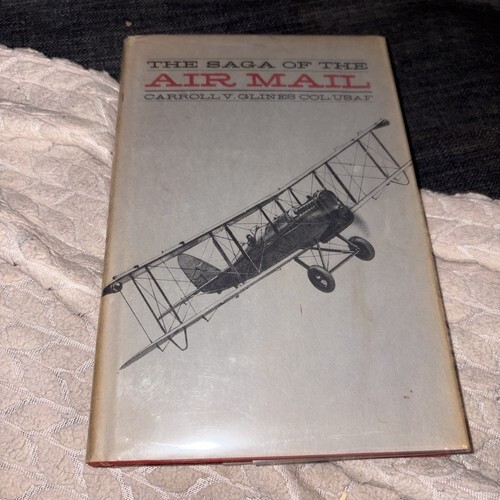 THE SAGA OF THE
AIR MAIL
CARROLL V. GLINES COL. USAF